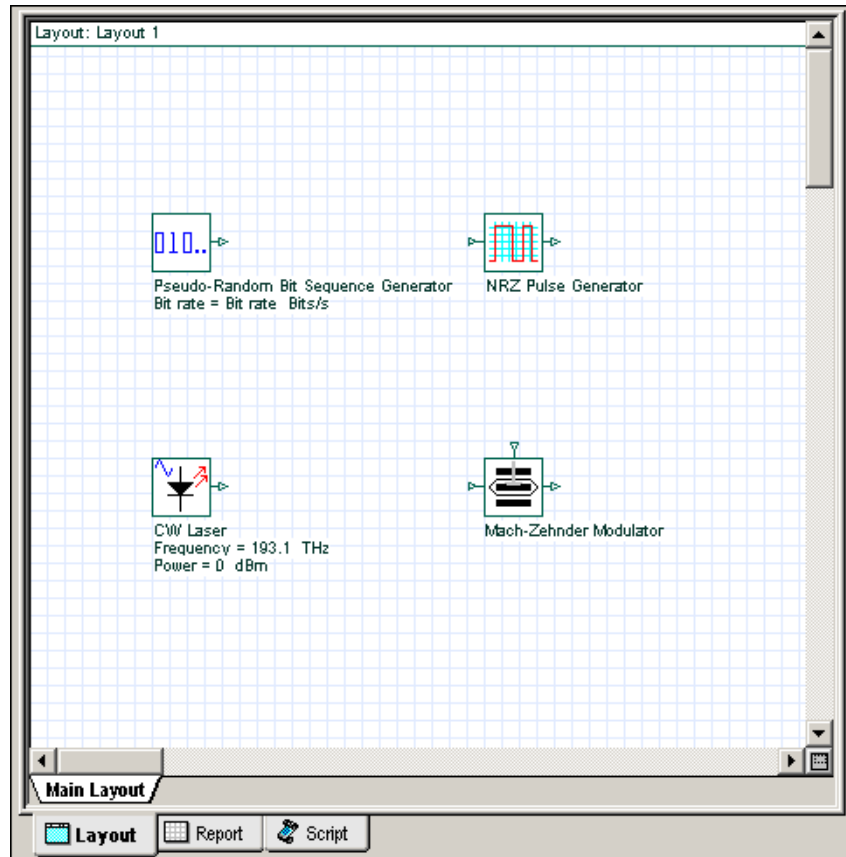 Layout: Layout 1
010..
Pseudo-Random Bit Sequence Generator
Bit rate = Bit rate Bits/s
NRZ Pulse Generator
CW Laser
Frequency = 193.1 THz
Power = 0 dBm
Mach-Zehnder Modulator
Main Layout
Layout Report Script